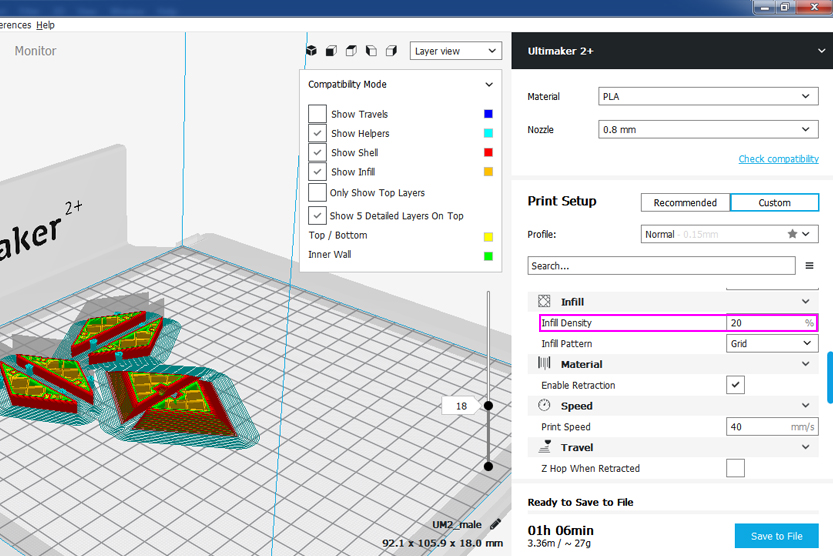 erences Help
Monitor
Layer view
Compatibility Mode
Show Travels
Show Helpers
Show Shell
Show Infill
Only Show Top Layers
Show 5 Detailed Layers On Top
Top / Bottom
Inner Wall
aker 2+
18
UM2_male
92.1 x 105.9 x 18.0 mm
Ultimaker 2+
Material PLA
Nozzle 0.8 mm
Check compatibility
Print Setup Recommended Custom
Profile: Normal - 0.15mm
Search...
Infill
Infill Density 20 %
Infill Pattern Grid
Material
Enable Retraction
Speed
Print Speed 40 mm/s
Travel
Z Hop When Retracted
Ready to Save to File
01h 06min
3.36m / ~ 27g
Save to File